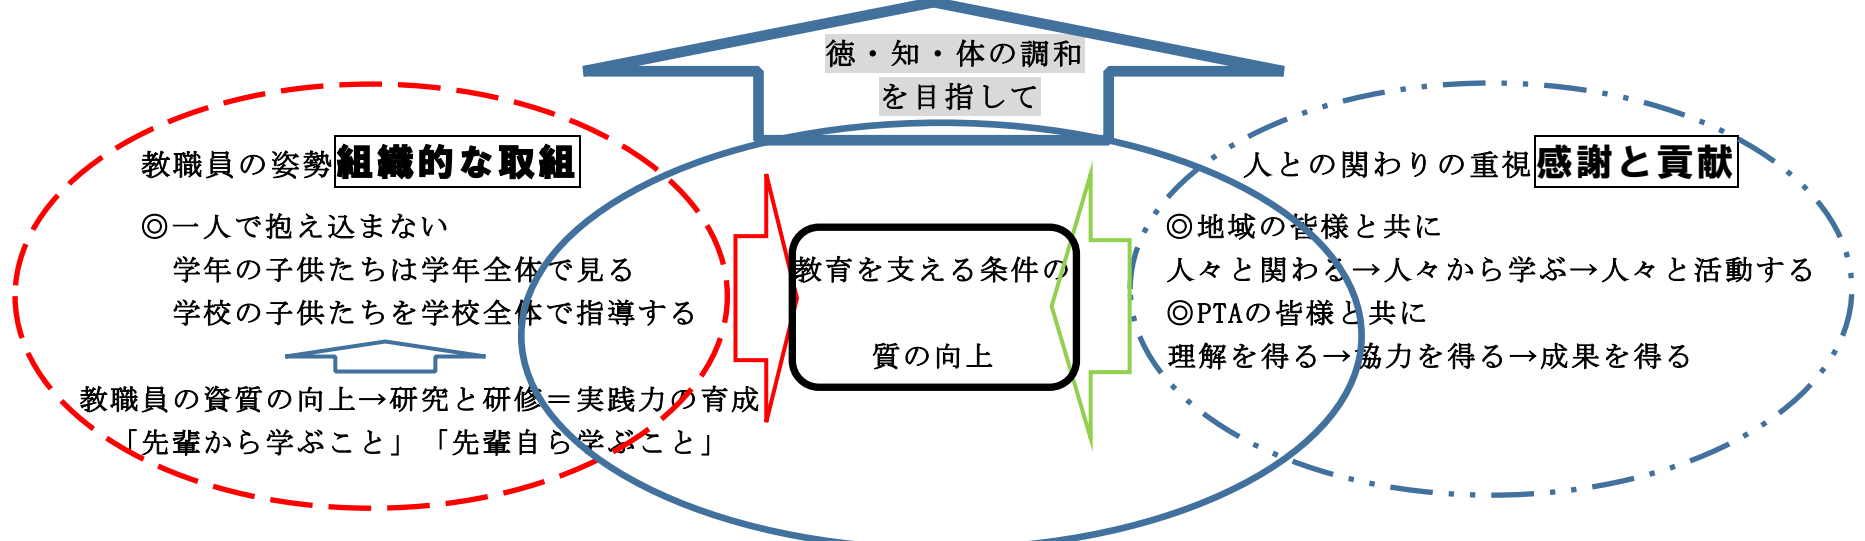 徳・知・体の調和
を目指して
教職員の姿勢組織的な取組
◎一人で抱え込まない
学年の子供たちは学年全体で見る
学校の子供たちを学校全体で指導する
教職員の資質の向上→研究と研修＝実践力の育成
「先輩から学ぶこと」「先輩自ら学ぶこと」
教育を支える条件の
質の向上
人との関わりの重視感謝と貢献
◎地域の皆様と共に
人々と関わる→人々から学ぶ→人々と活動する
◎PTAの皆様と共に
理解を得る→協力を得る→成果を得る